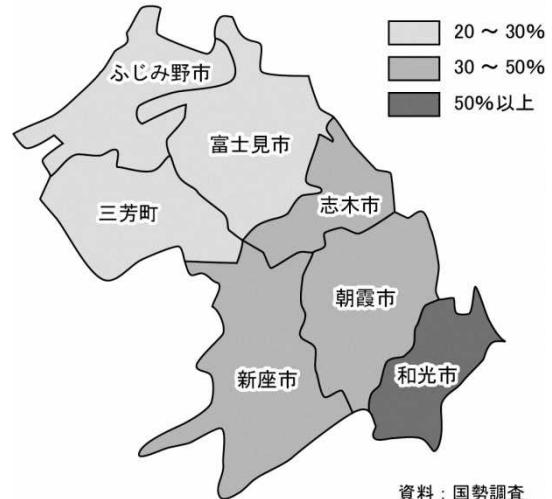 20 ~ 30%
30 ~ 50%
50%以上
ふじみ野市
富士見市
三芳町
志木市
朝霞市
新座市
和光市
資料：国勢調査